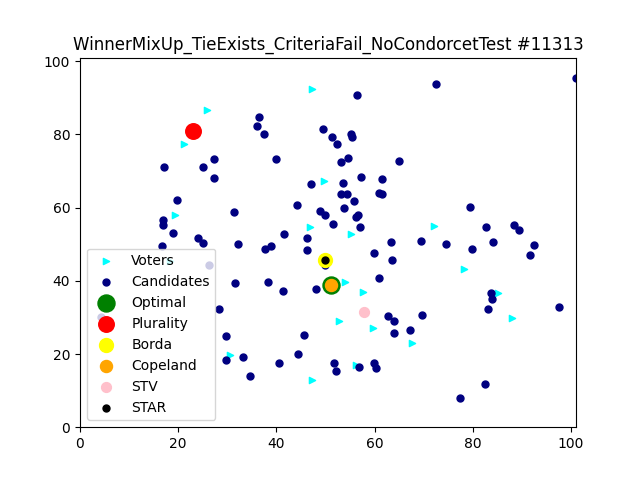 WinnerMixUp_TieExists_CriteriaFail_NoCondorcetTest #11313
100
80
60
40
20
0
Voters
Candidates
Optimal
Plurality
Borda
Copeland
STV
STAR
0 20 40 60 80 100